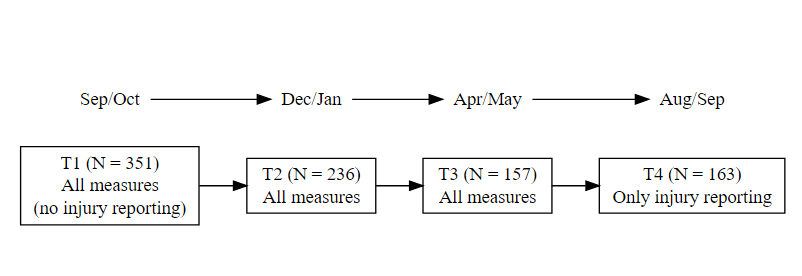 Sep/Oct Dec/Jan Apr/May Aug/Sep
T1 (N = 351)
All measures
(no injury reporting)
T2 (N = 236)
All measures
T3 (N = 157)
All measures
T4 (N = 163)
Only injury reporting